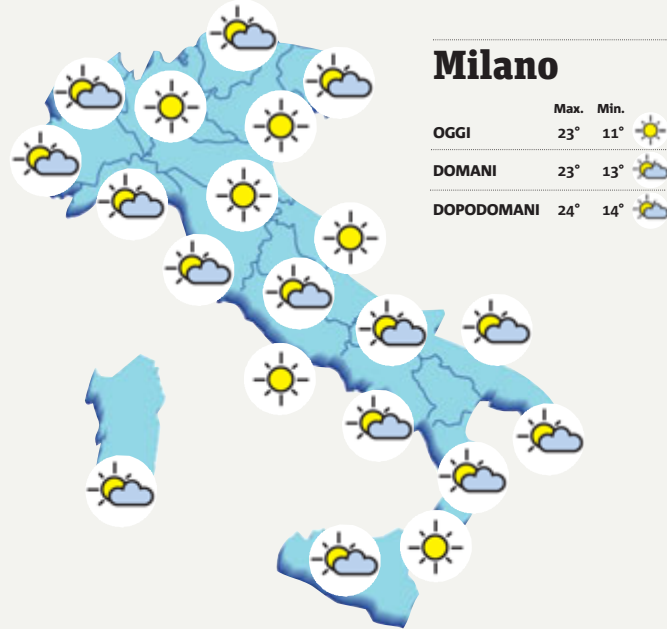 Milano
Max. Min.
OGGI 23° 11°
DOMANI 23° 13°
DOPODOMANI 24° 14°